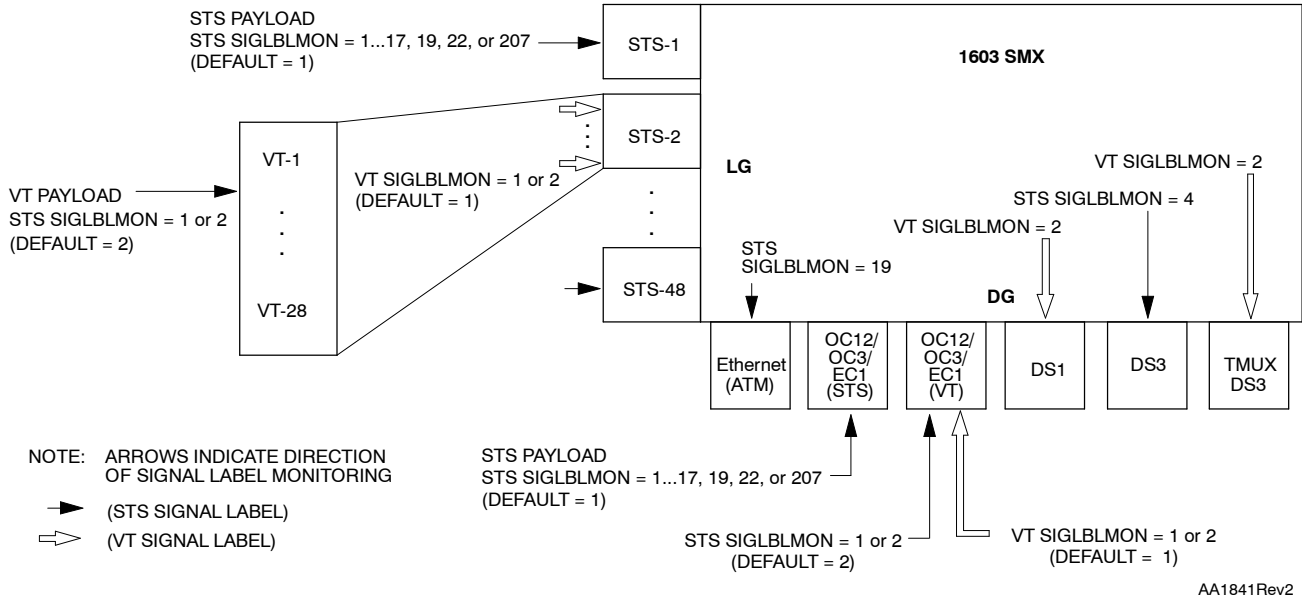 STS PAYLOAD
STS SIGLBLMON = 1...17, 19, 22, or 207
(DEFAULT = 1)
STS-1
1603 SMX
STS-2
VT-1
LG
VT SIGLBLMON = 2
VT PAYLOAD
STS SIGLBLMON = 1 or 2
(DEFAULT = 2)
VT SIGLBLMON = 1 or 2
(DEFAULT = 1)
STS SIGLBLMON = 4
VT SIGLBLMON = 2
STS
SIGLBLMON = 19
STS-48
VT-28
DG
Ethernet
(ATM)
OC12/
OC3/
EC1
(STS)
OC12/
OC3/
EC1
(VT)
DS1
DS3
TMUX
DS3
NOTE: ARROWS INDICATE DIRECTION
OF SIGNAL LABEL MONITORING
(STS SIGNAL LABEL)
(VT SIGNAL LABEL)
STS PAYLOAD
STS SIGLBLMON = 1...17, 19, 22, or 207
(DEFAULT = 1)
STS SIGLBLMON = 1 or 2
(DEFAULT = 2)
VT SIGLBLMON = 1 or 2
(DEFAULT = 1)
AA1841Rev2